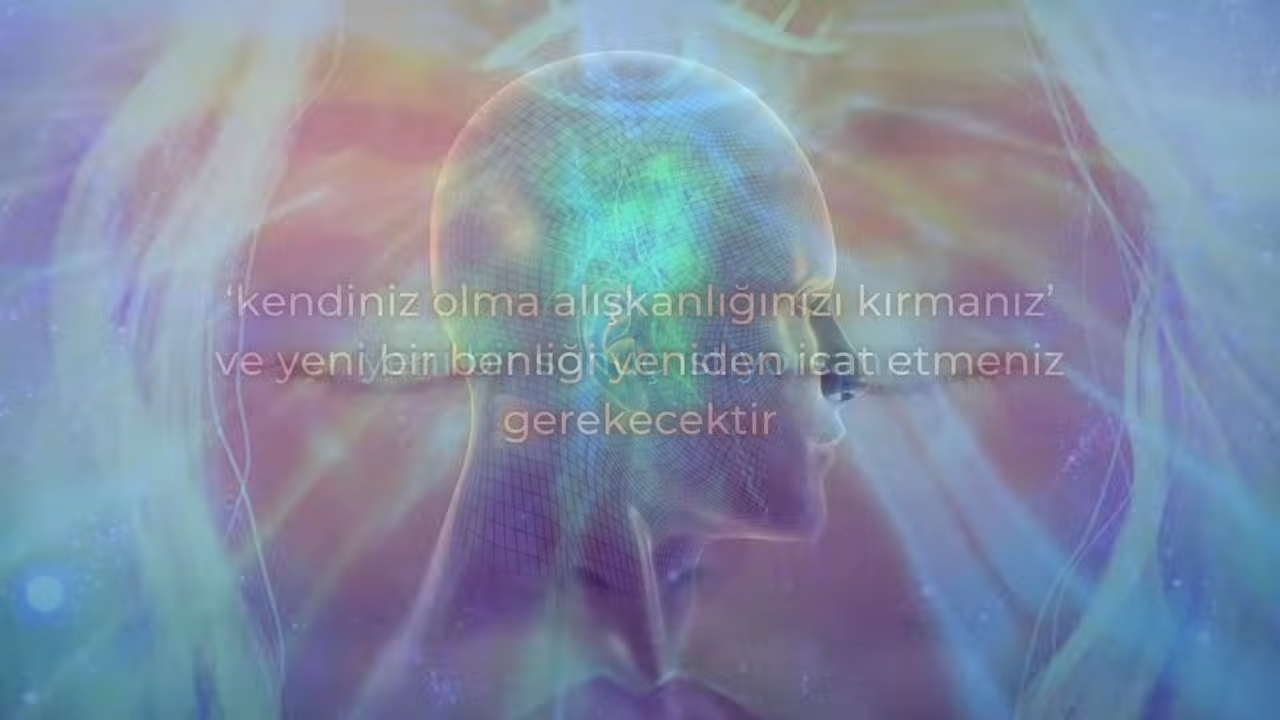 ‘kendiniz olma alışkanlığınızı kırmanız’
ve yeni bir benliği yeniden icat etmeniz
gerekecektir